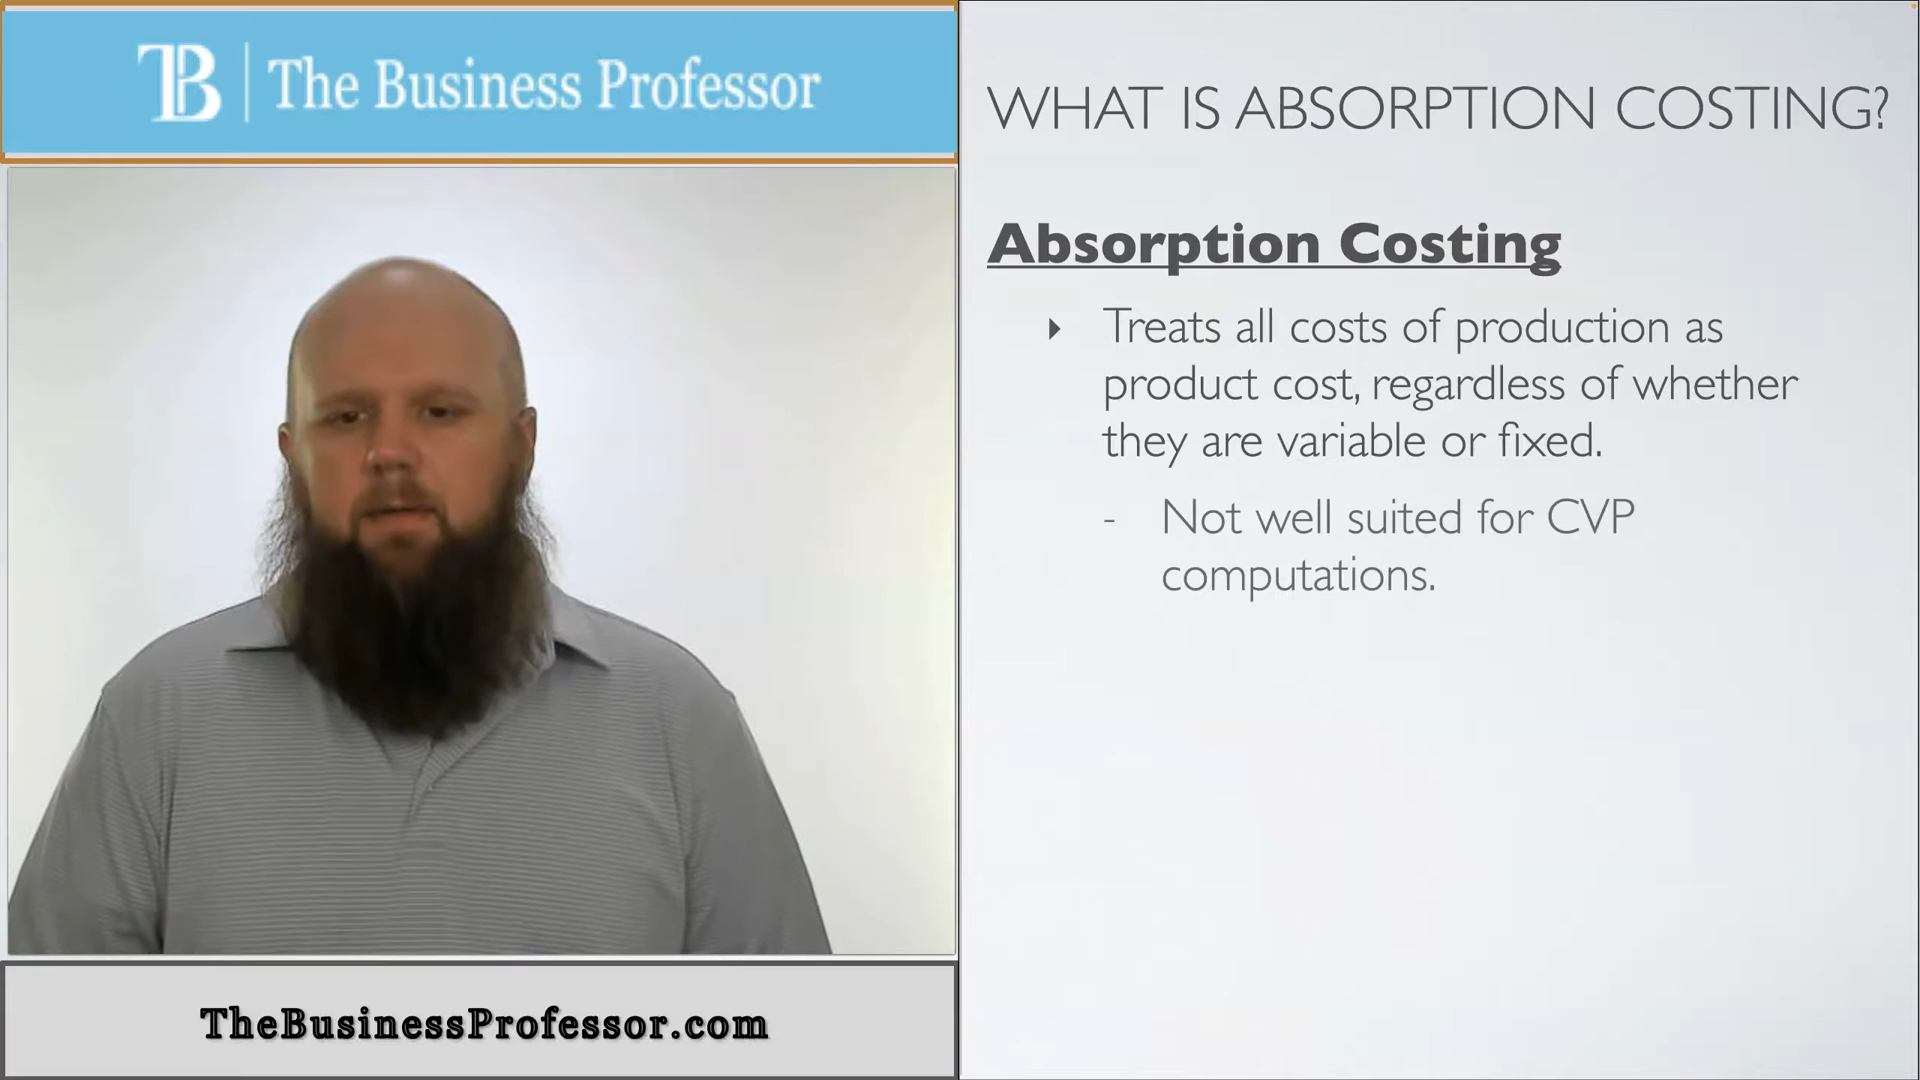 TB | The Business Professor
WHAT IS ABSORPTION COSTING?
Absorption Costing
Treats all costs of production as
product cost, regardless of whether
they are variable or fixed.
- Not well suited for CVP
computations.
TheBusinessProfessor.com